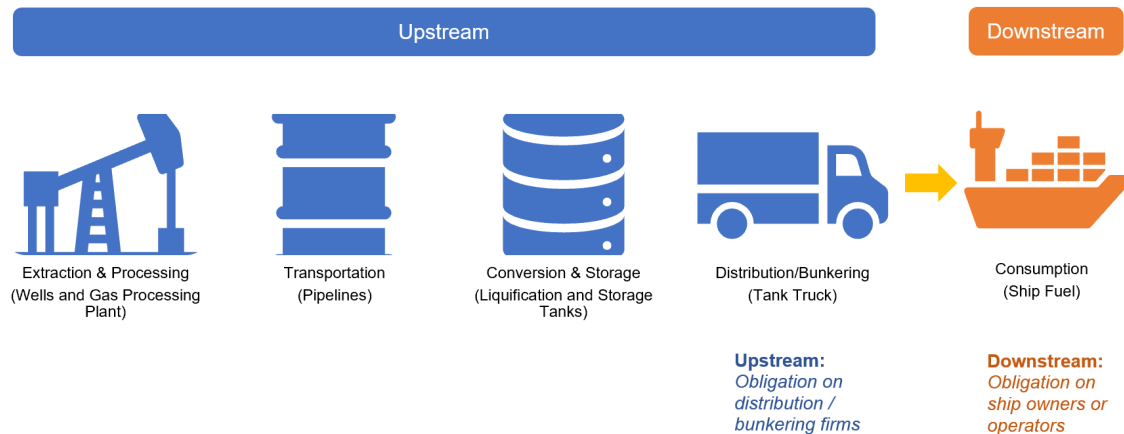 Upstream
Downstream
Extraction & Processing
(Wells and Gas Processing
Plant)
Transportation
(Pipelines)
Conversion & Storage
(Liquification and Storage
Tanks)
Distribution/Bunkering
(Tank Truck)
Consumption
(Ship Fuel)
Upstream:
Obligation on
distribution /
bunkering firms
Downstream:
Obligation on
ship owners or
operators